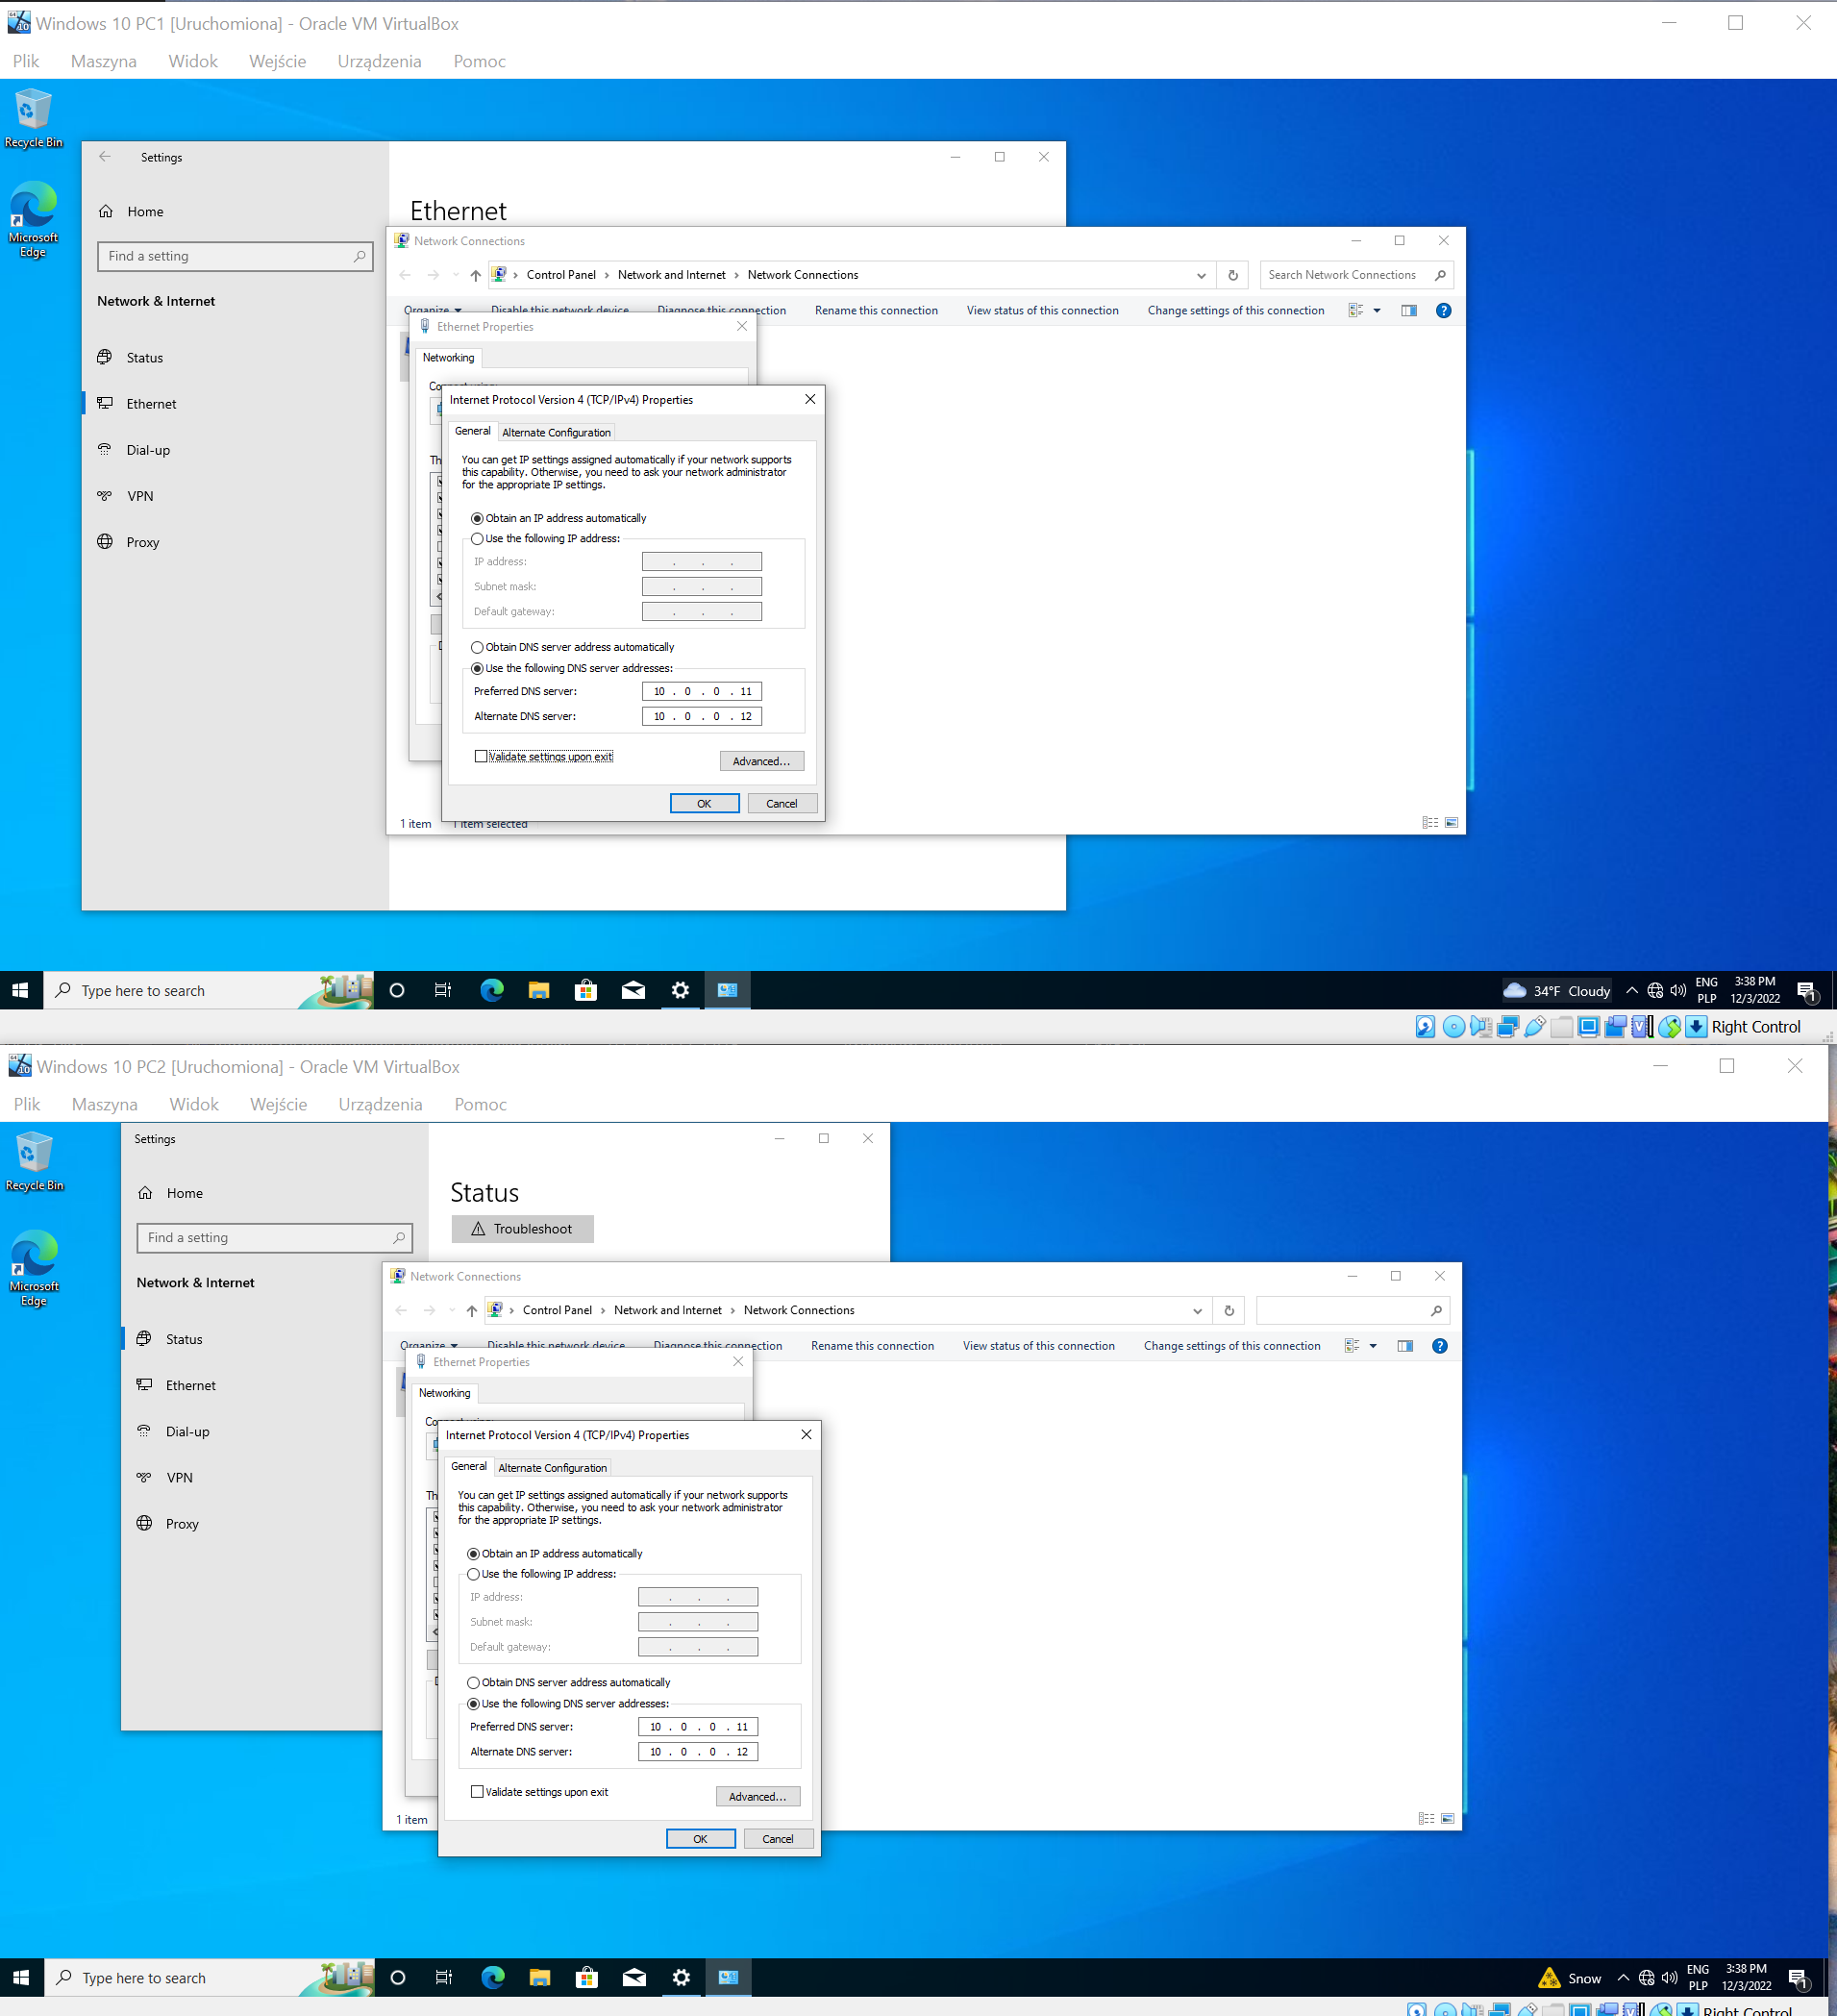 Windows 10 PC1 [Uruchomiona] - Oracle VM VirtualBox
Plik Maszyna Widok Wejście Urządzenia Pomoc
Recycle Bin
Microsoft
Edge
Settings
Home
Find a setting
Network & Internet
Status
Ethernet
Dial-up
VPN
Proxy
Ethernet
Network Connections
Control Panel › Network and Internet › Network Connections
Search Network Connections
Organize Disable this network device Diagnose this connection Rename this connection View status of this connection Change settings of this connection
Ethernet Properties
Networking
Connect using:
Internet Protocol Version 4 (TCP/IPv4) Properties
General Alternate Configuration
You can get IP settings assigned automatically if your network supports
this capability. Otherwise, you need to ask your network administrator
for the appropriate IP settings.
Obtain an IP address automatically
Use the following IP address:
IP address: . . .
Subnet mask: . . .
Default gateway: . . .
Obtain DNS server address automatically
Use the following DNS server addresses:
Preferred DNS server: 10 . 0 . 0 . 11
Alternate DNS server: 10 . 0 . 0 . 12
Validate settings upon exit
Advanced...
OK Cancel
1 item 1 item selected
Type here to search
34°F Cloudy
ENG
PLP
3:38 PM
12/3/2022
1
Right Control
Windows 10 PC2 [Uruchomiona] - Oracle VM VirtualBox
Plik Maszyna Widok Wejście Urządzenia Pomoc
Recycle Bin
Microsoft
Edge
Settings
Home
Find a setting
Network & Internet
Status
Ethernet
Dial-up
VPN
Proxy
Status
Troubleshoot
Network Connections
Control Panel › Network and Internet › Network Connections
Organize Disable this network device Diagnose this connection Rename this connection View status of this connection Change settings of this connection
Ethernet Properties
Networking
Connect using:
Internet Protocol Version 4 (TCP/IPv4) Properties
General Alternate Configuration
You can get IP settings assigned automatically if your network supports
this capability. Otherwise, you need to ask your network administrator
for the appropriate IP settings.
Obtain an IP address automatically
Use the following IP address:
IP address: . . .
Subnet mask: . . .
Default gateway: . . .
Obtain DNS server address automatically
Use the following DNS server addresses:
Preferred DNS server: 10 . 0 . 0 . 11
Alternate DNS server: 10 . 0 . 0 . 12
Validate settings upon exit
Advanced...
OK Cancel
1 item
Type here to search
Snow
ENG
PLP
3:38 PM
12/3/2022
1
Right Control